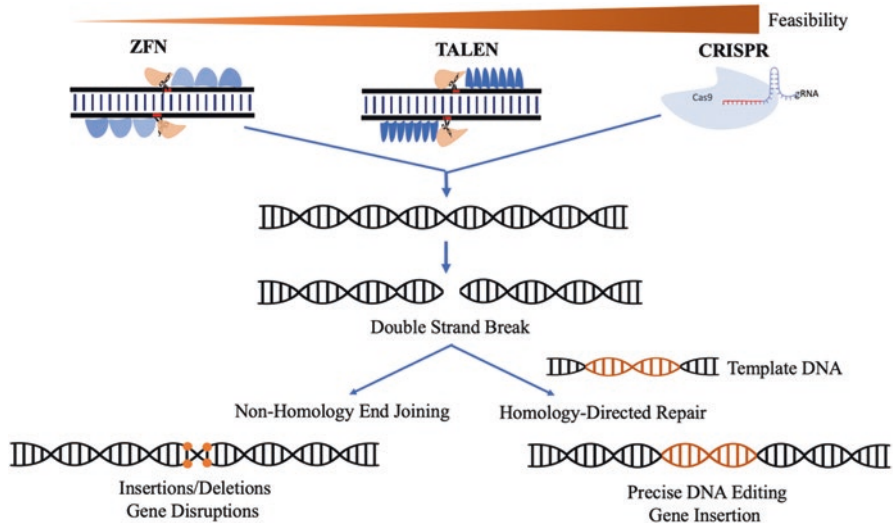 Feasibility
ZFN
TALEN
CRISPR
Cas9
gRNA
Double Strand Break
Template DNA
Non-Homology End Joining
Homology-Directed Repair
Insertions/Deletions
Gene Disruptions
Precise DNA Editing
Gene Insertion